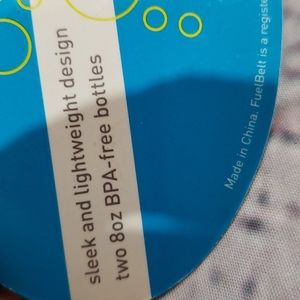 sleek and lightweight design
two 8oz BPA-free bottles
Made in China. FuelBelt is a registe